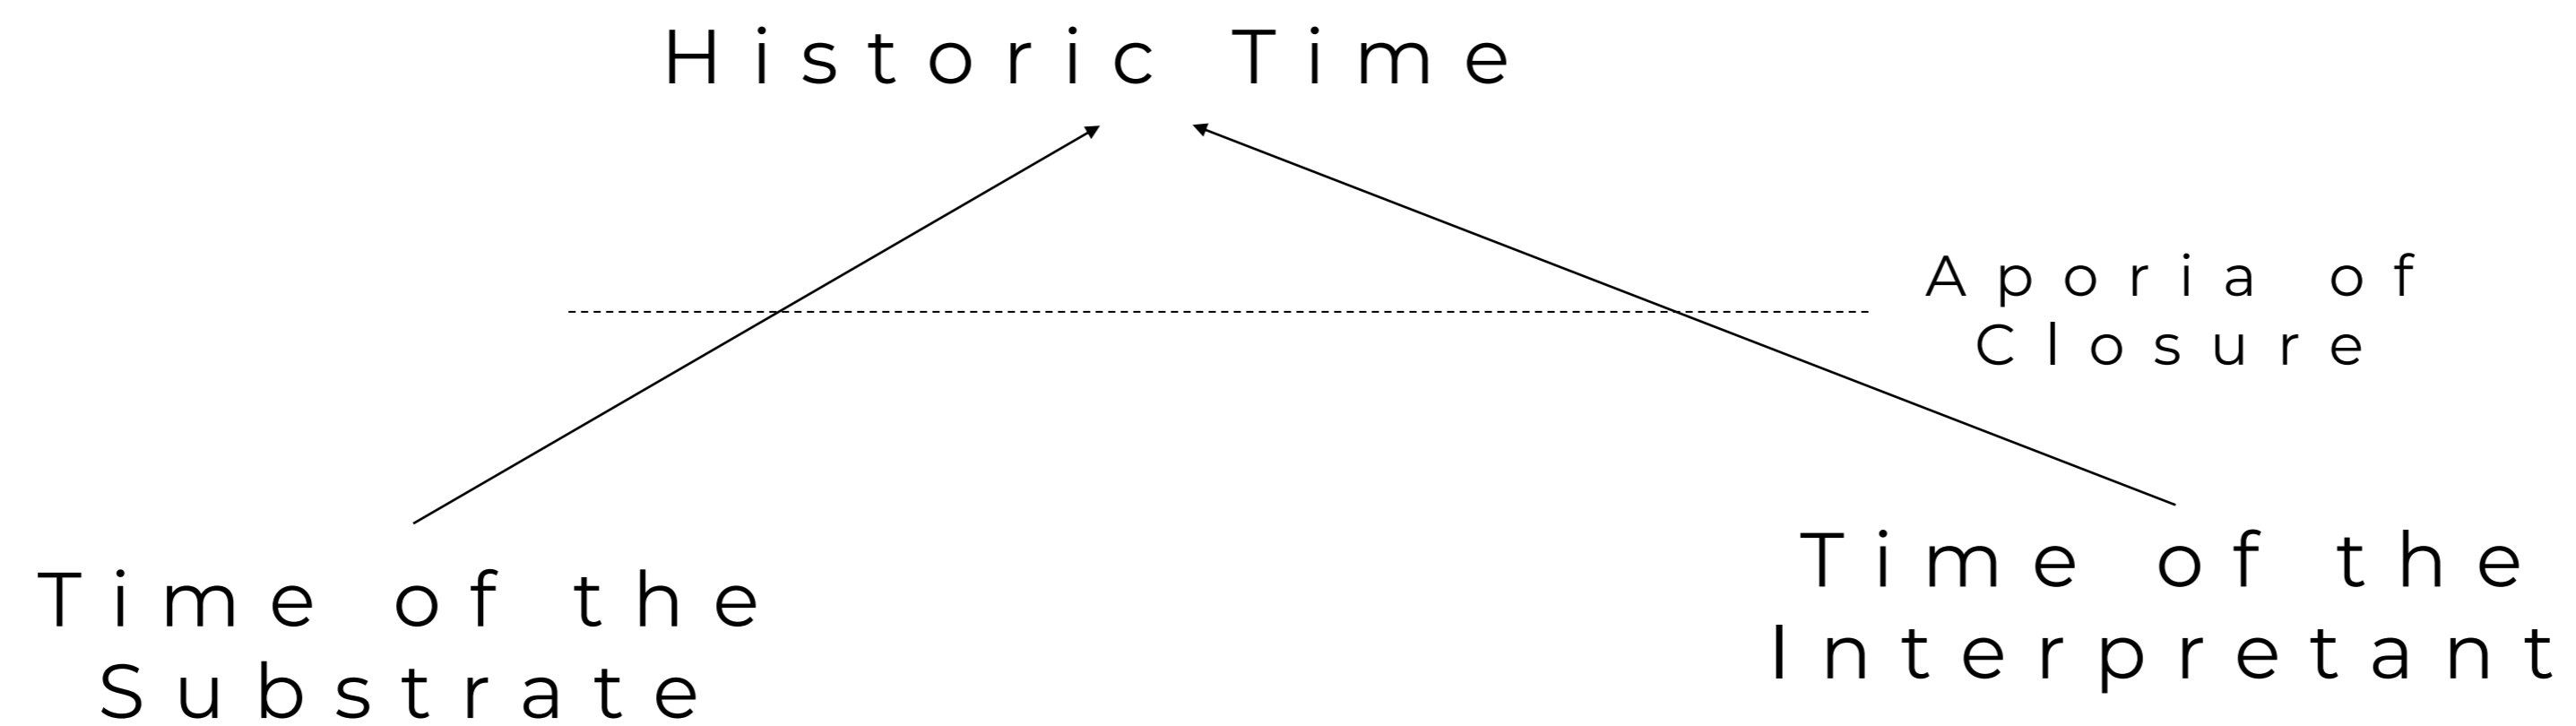 Historic Time
Aporia of
Closure
Time of the
Substrate
Time of the
Interpretant